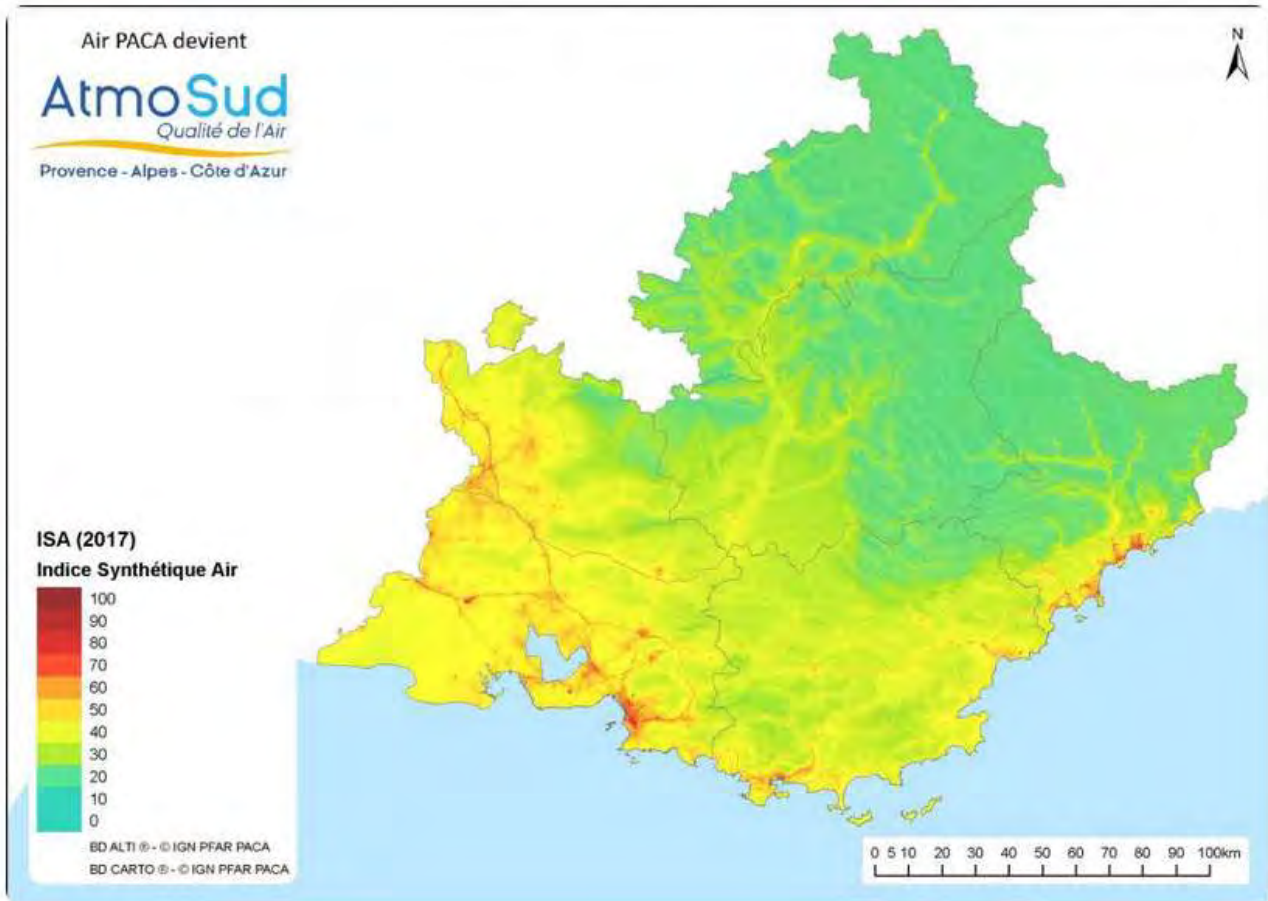 Air PACA devient
AtmoSud
Qualité de l'Air
Provence - Alpes - Côte d'Azur
N
ISA (2017)
Indice Synthétique Air
100
90
80
70
60
50
40
30
20
10
0
BD ALTI ® - © IGN PFAR PACA
BD CARTO ® - © IGN PFAR PACA
0 5 10 20 30 40 50 60 70 80 90 100km